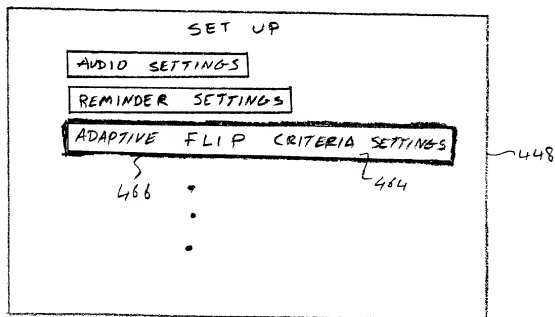 SET UP
AUDIO SETTINGS
REMINDER SETTINGS
ADAPTIVE FLIP CRITERIA SETTINGS
448
466 464